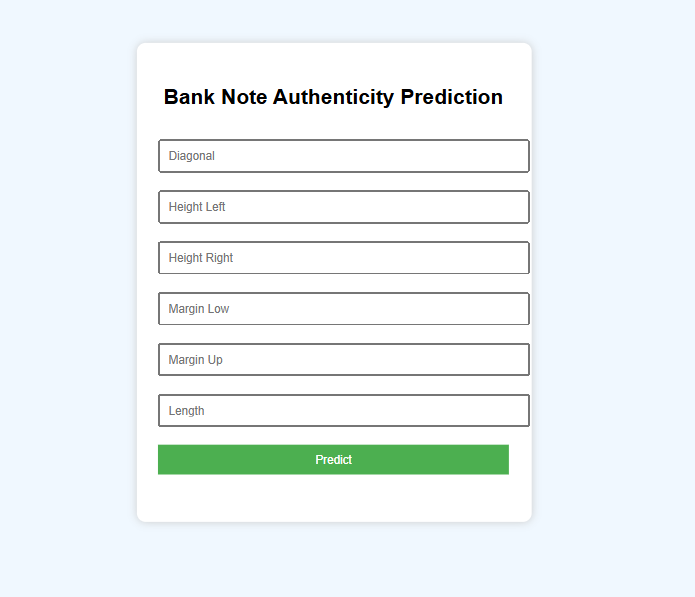 Bank Note Authenticity Prediction
Diagonal
Height Left
Height Right
Margin Low
Margin Up
Length
Predict